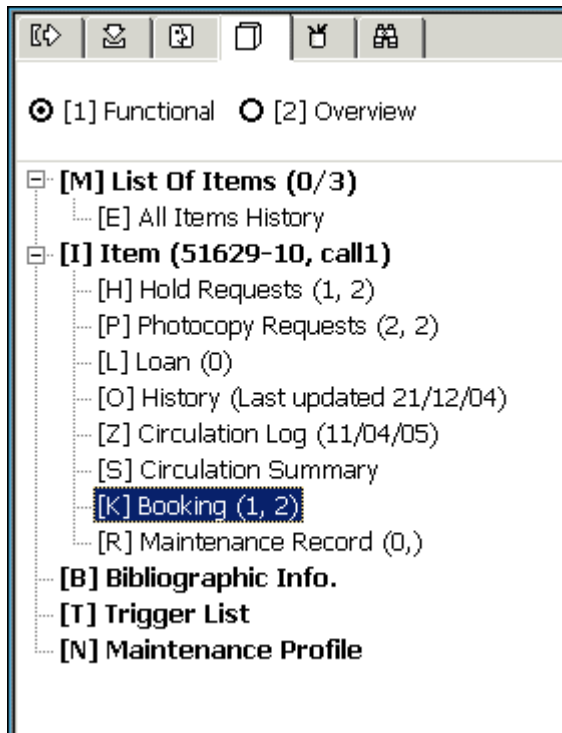 [1] Functional [2] Overview
[M] List Of Items (0/3)
[E] All Items History
[I] Item (51629-10, call1)
[H] Hold Requests (1, 2)
[P] Photocopy Requests (2, 2)
[L] Loan (0)
[O] History (Last updated 21/12/04)
[Z] Circulation Log (11/04/05)
[S] Circulation Summary
[K] Booking (1, 2)
[R] Maintenance Record (0,)
[B] Bibliographic Info.
[T] Trigger List
[N] Maintenance Profile